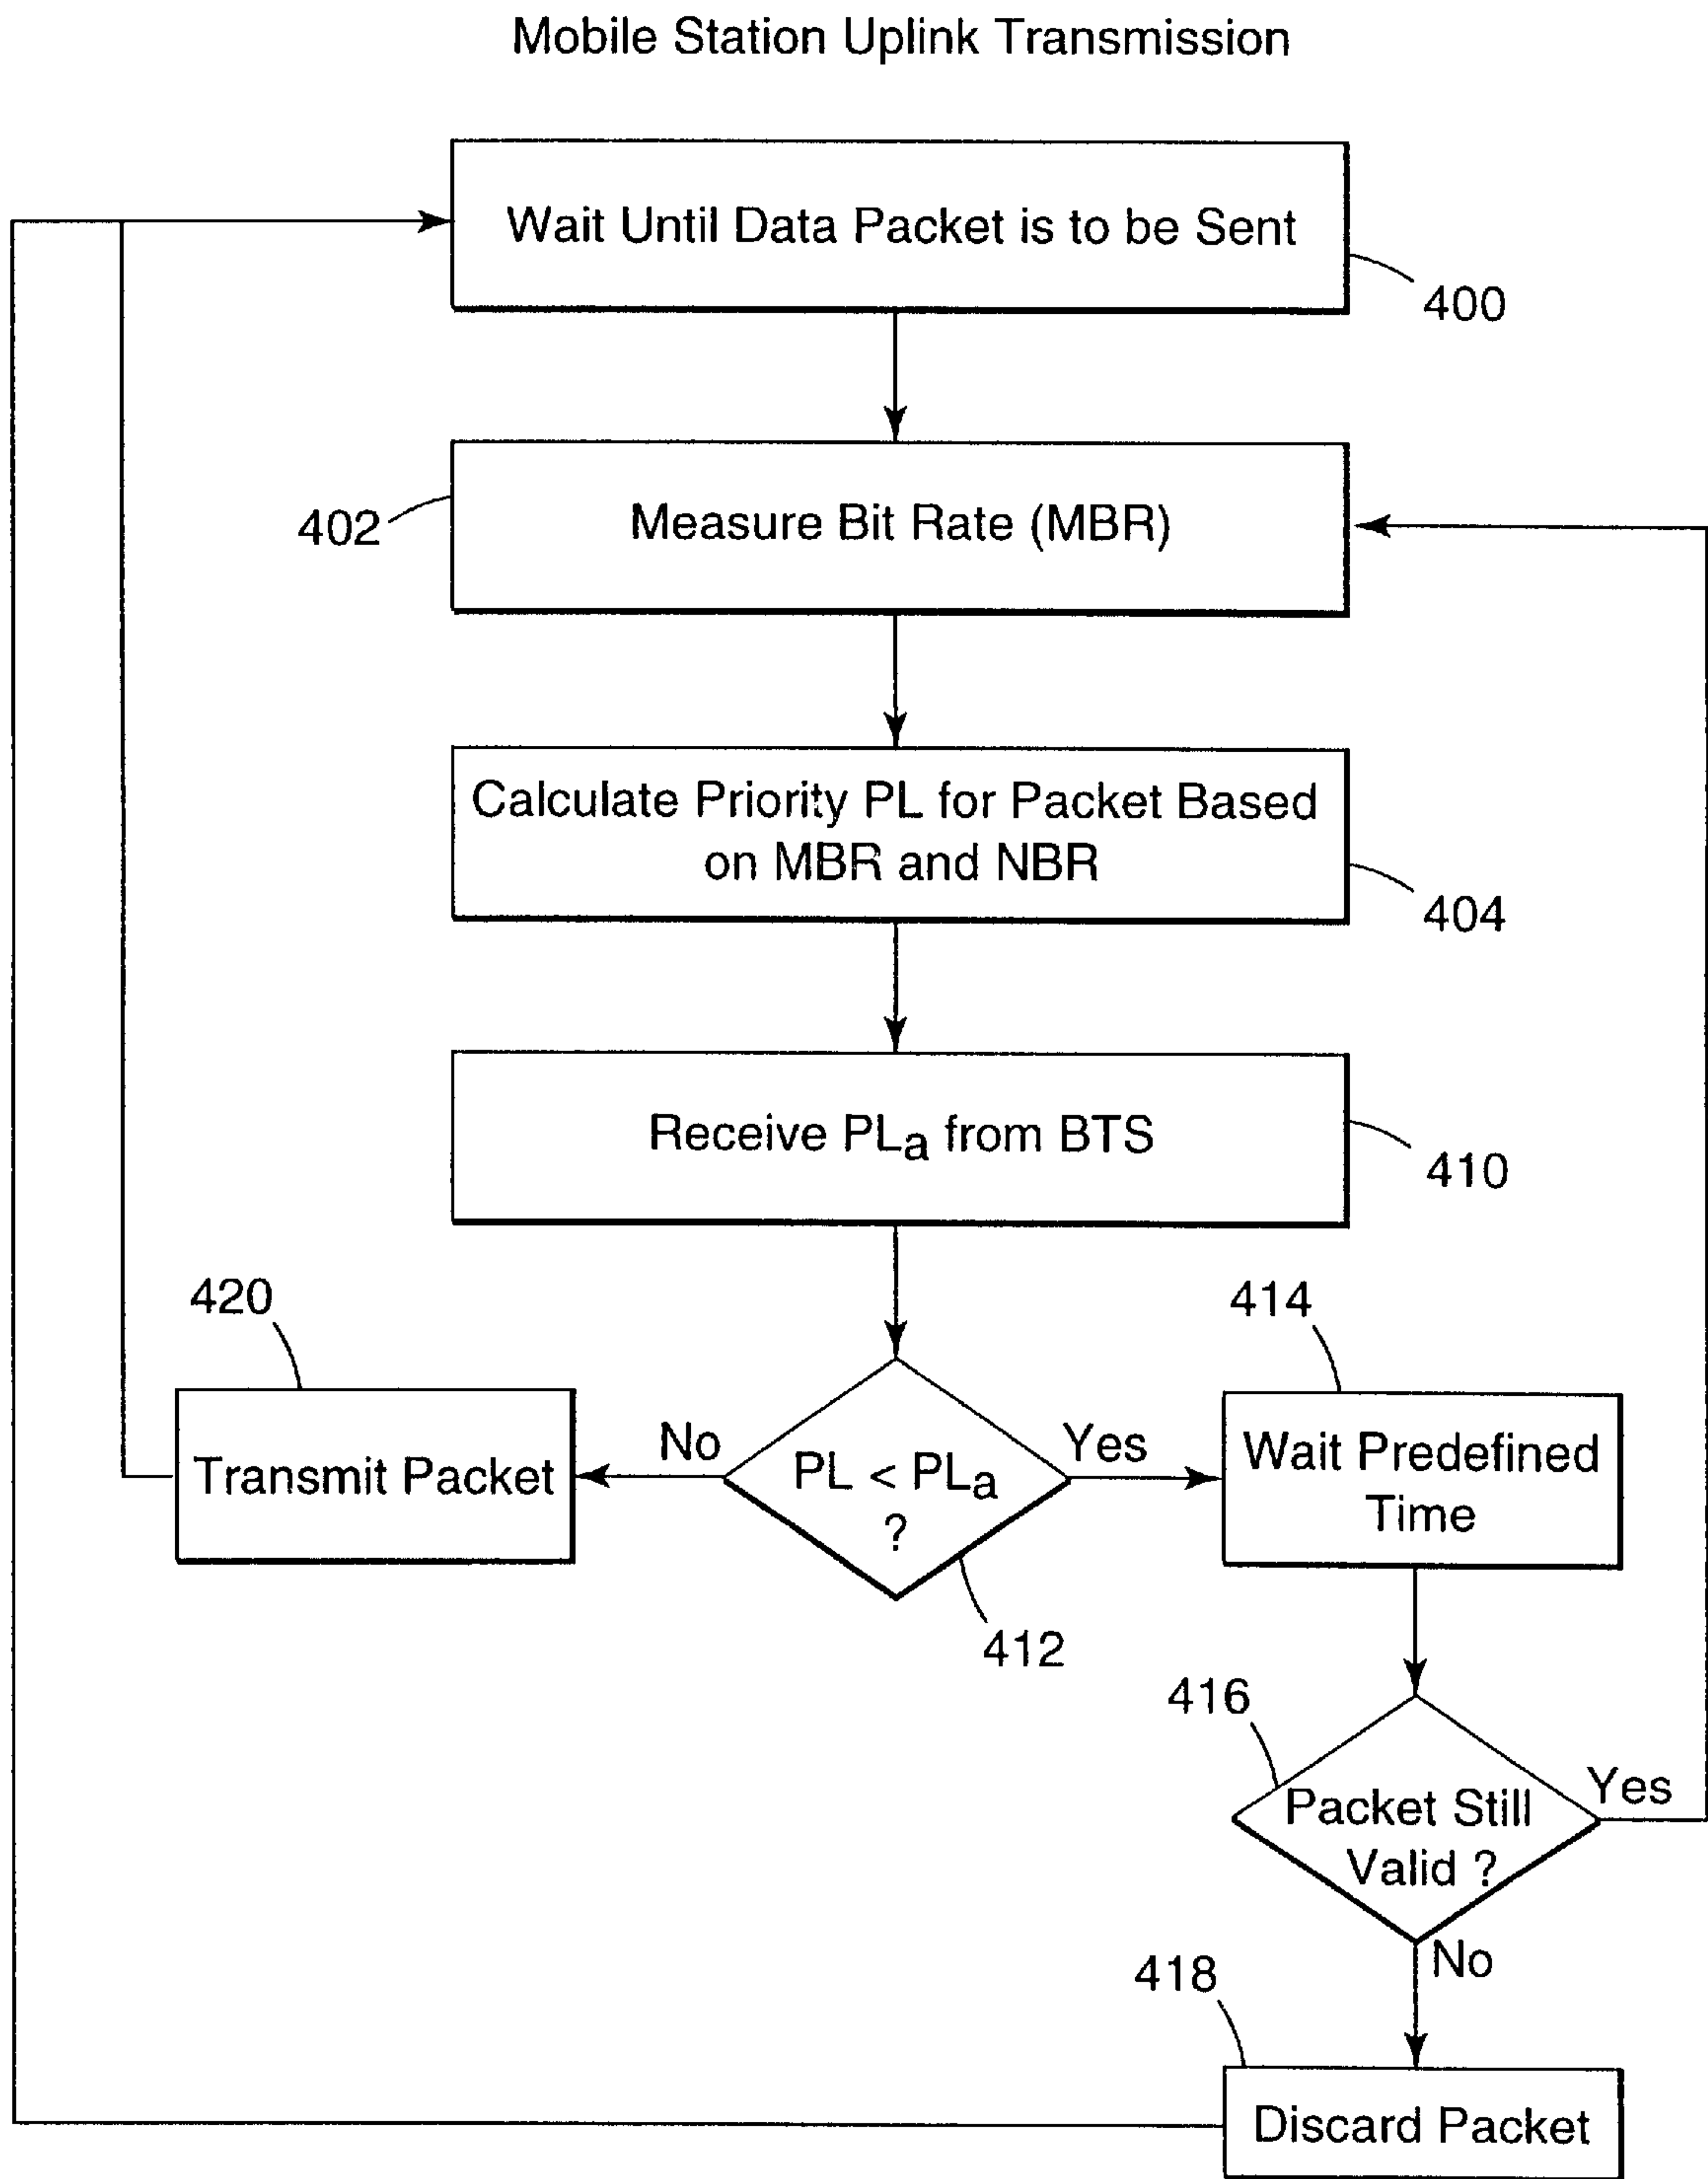 Mobile Station Uplink Transmission
Wait Until Data Packet is to be Sent
400
402
Measure Bit Rate (MBR)
Calculate Priority PL for Packet Based
on MBR and NBR
404
Receive PLa from BTS
410
420
414
Transmit Packet
No
PL < PLa
?
Yes
Wait Predefined
Time
412
416
Packet Still
Valid ?
Yes
No
418
Discard Packet